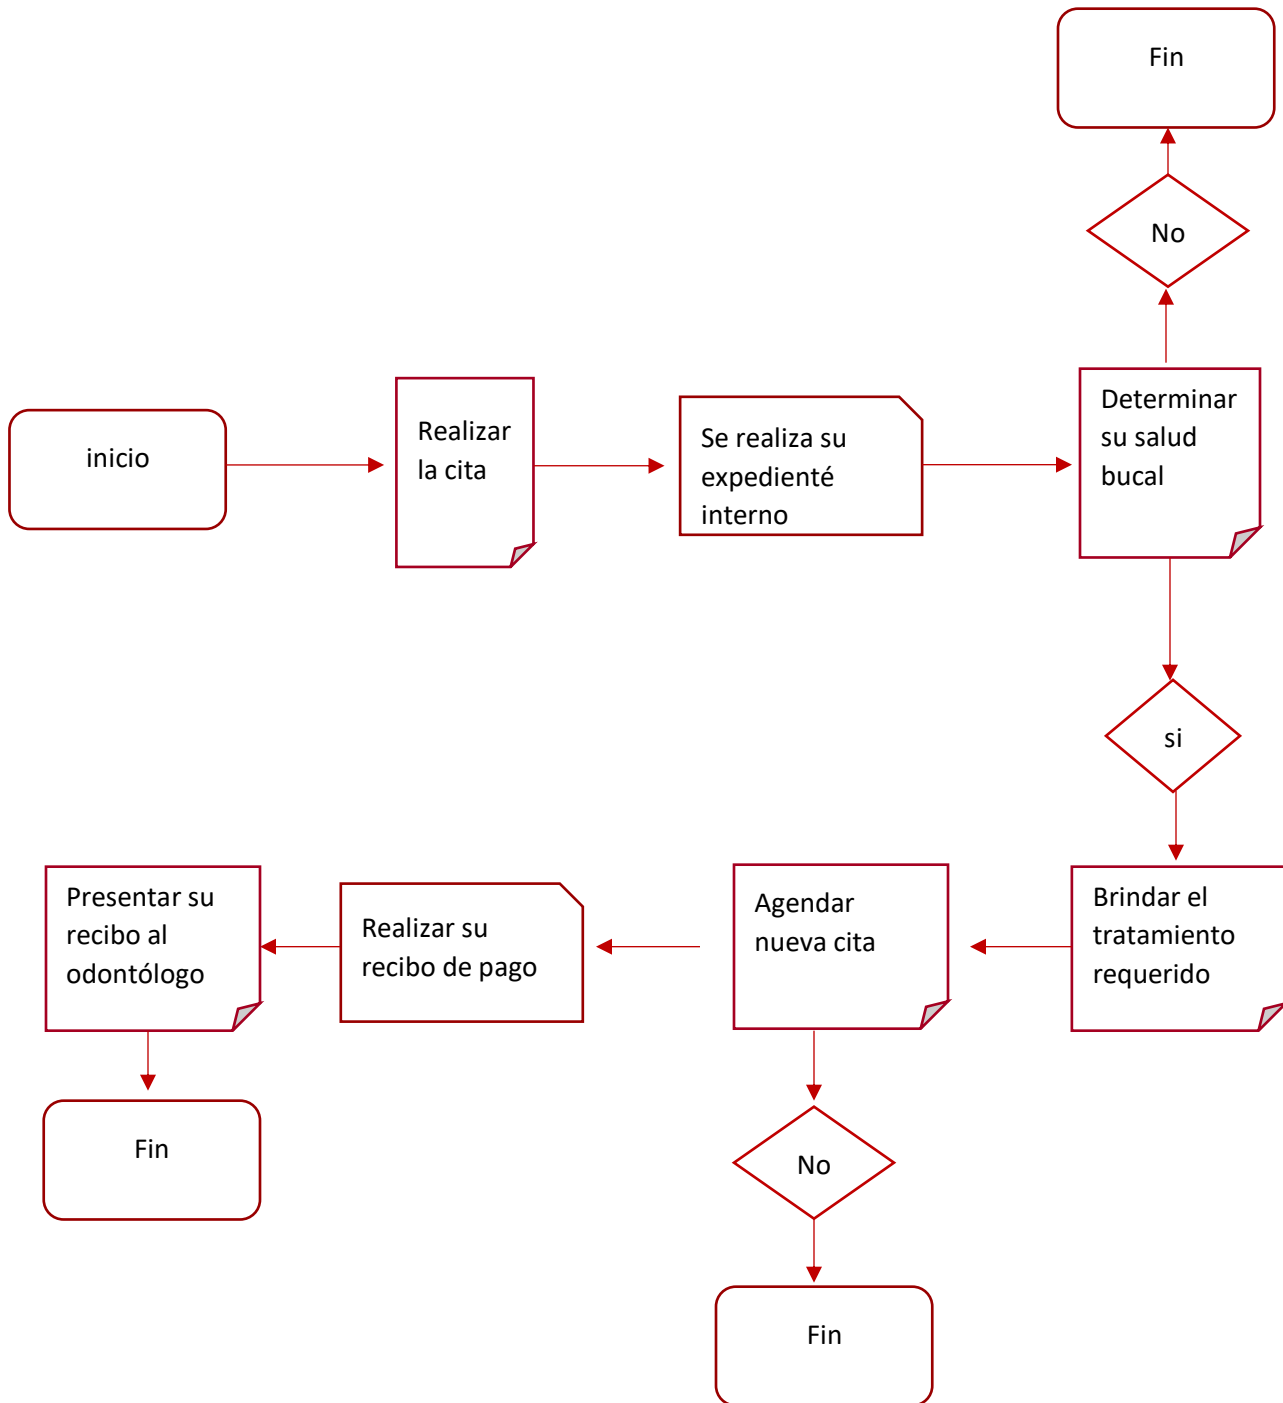 Fin
No
inicio
Realizar
la cita
Se realiza su
expedienté
interno
Determinar
su salud
bucal
si
Brindar el
tratamiento
requerido
Agendar
nueva cita
Realizar su
recibo de pago
Presentar su
recibo al
odontólogo
Fin
No
Fin